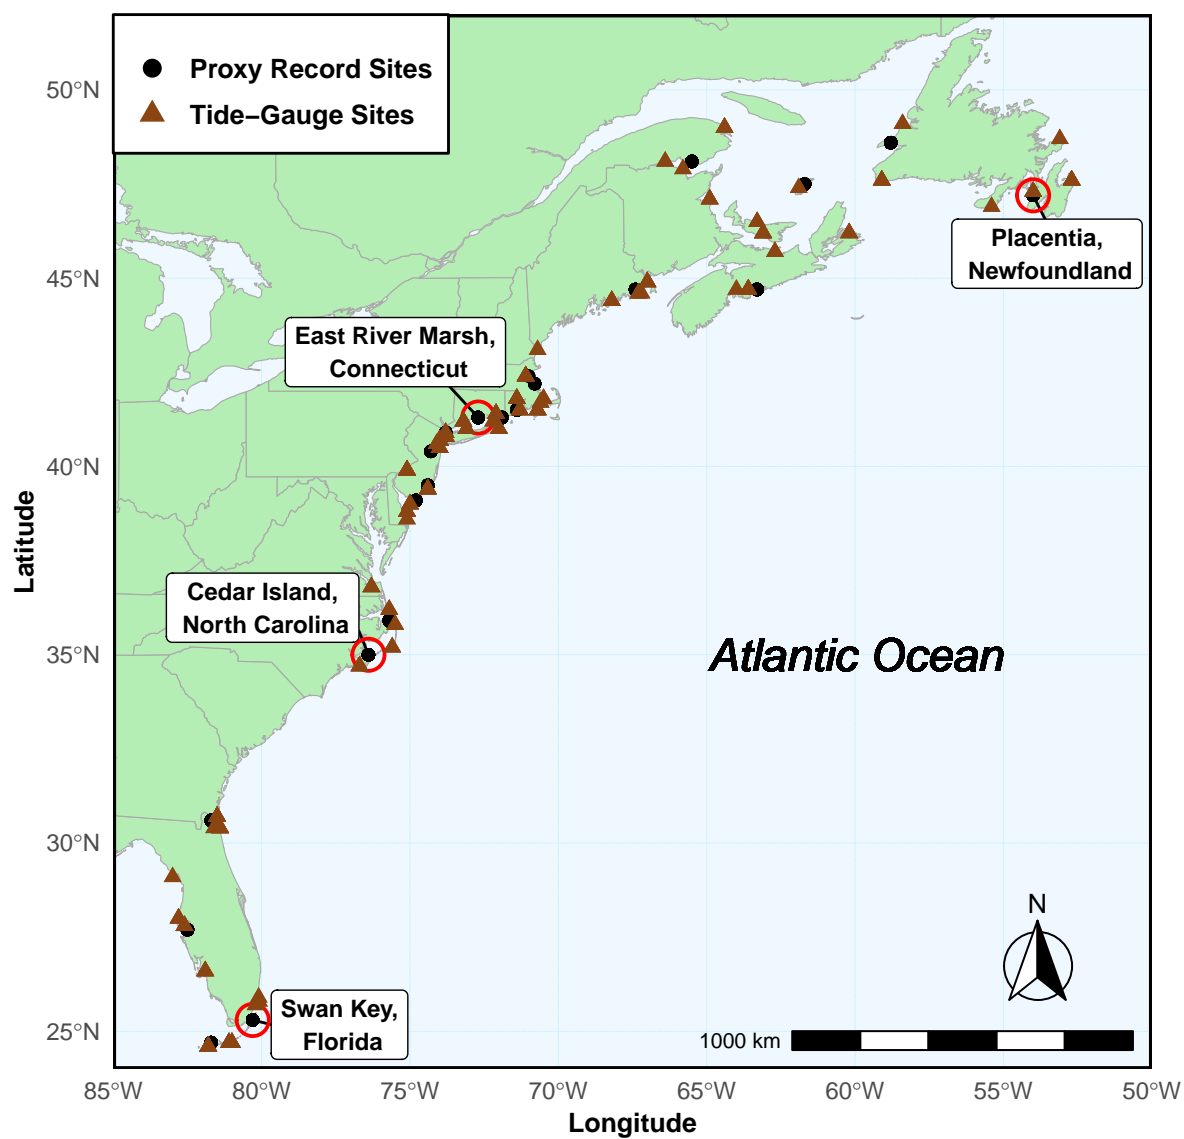 Proxy Record Sites
Tide−Gauge Sites
50°N
45°N
40°N
35°N
30°N
25°N
Latitude
Placentia,
Newfoundland
East River Marsh,
Connecticut
Cedar Island,
North Carolina
Atlantic Ocean
N
Swan Key,
Florida
1000 km
85°W
80°W
75°W
70°W
65°W
60°W
55°W
50°W
Longitude